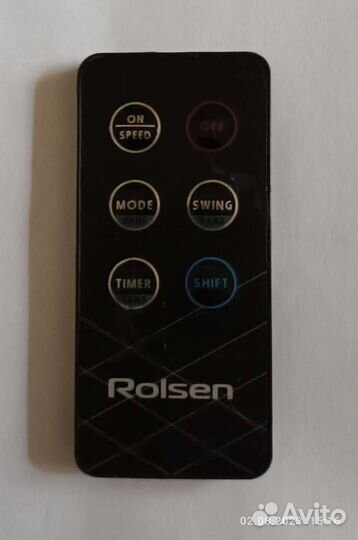 ON
SPEED
OFF
MODE
SWING
TIMER
SHIFT
Rolsen
Avito